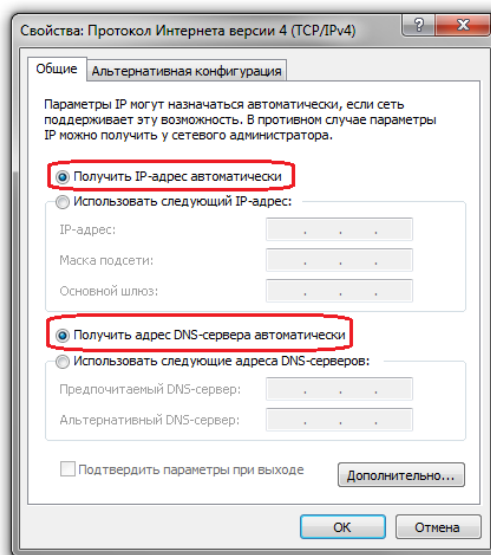 Свойства: Протокол Интернета версии 4 (TCP/IPv4)
?
Общие
Альтернативная конфигурация
Параметры IP могут назначаться автоматически, если сеть
поддерживает эту возможность. В противном случае параметры
IP можно получить у сетевого администратора.
Получить IP-адрес автоматически
Использовать следующий IP-адрес:
IP-адрес:
Маска подсети:
Основной шлюз:
Получить адрес DNS-сервера автоматически
Использовать следующие адреса DNS-серверов:
Предпочитаемый DNS-сервер:
Альтернативный DNS-сервер:
Подтвердить параметры при выходе
Дополнительно...
ОК
Отмена